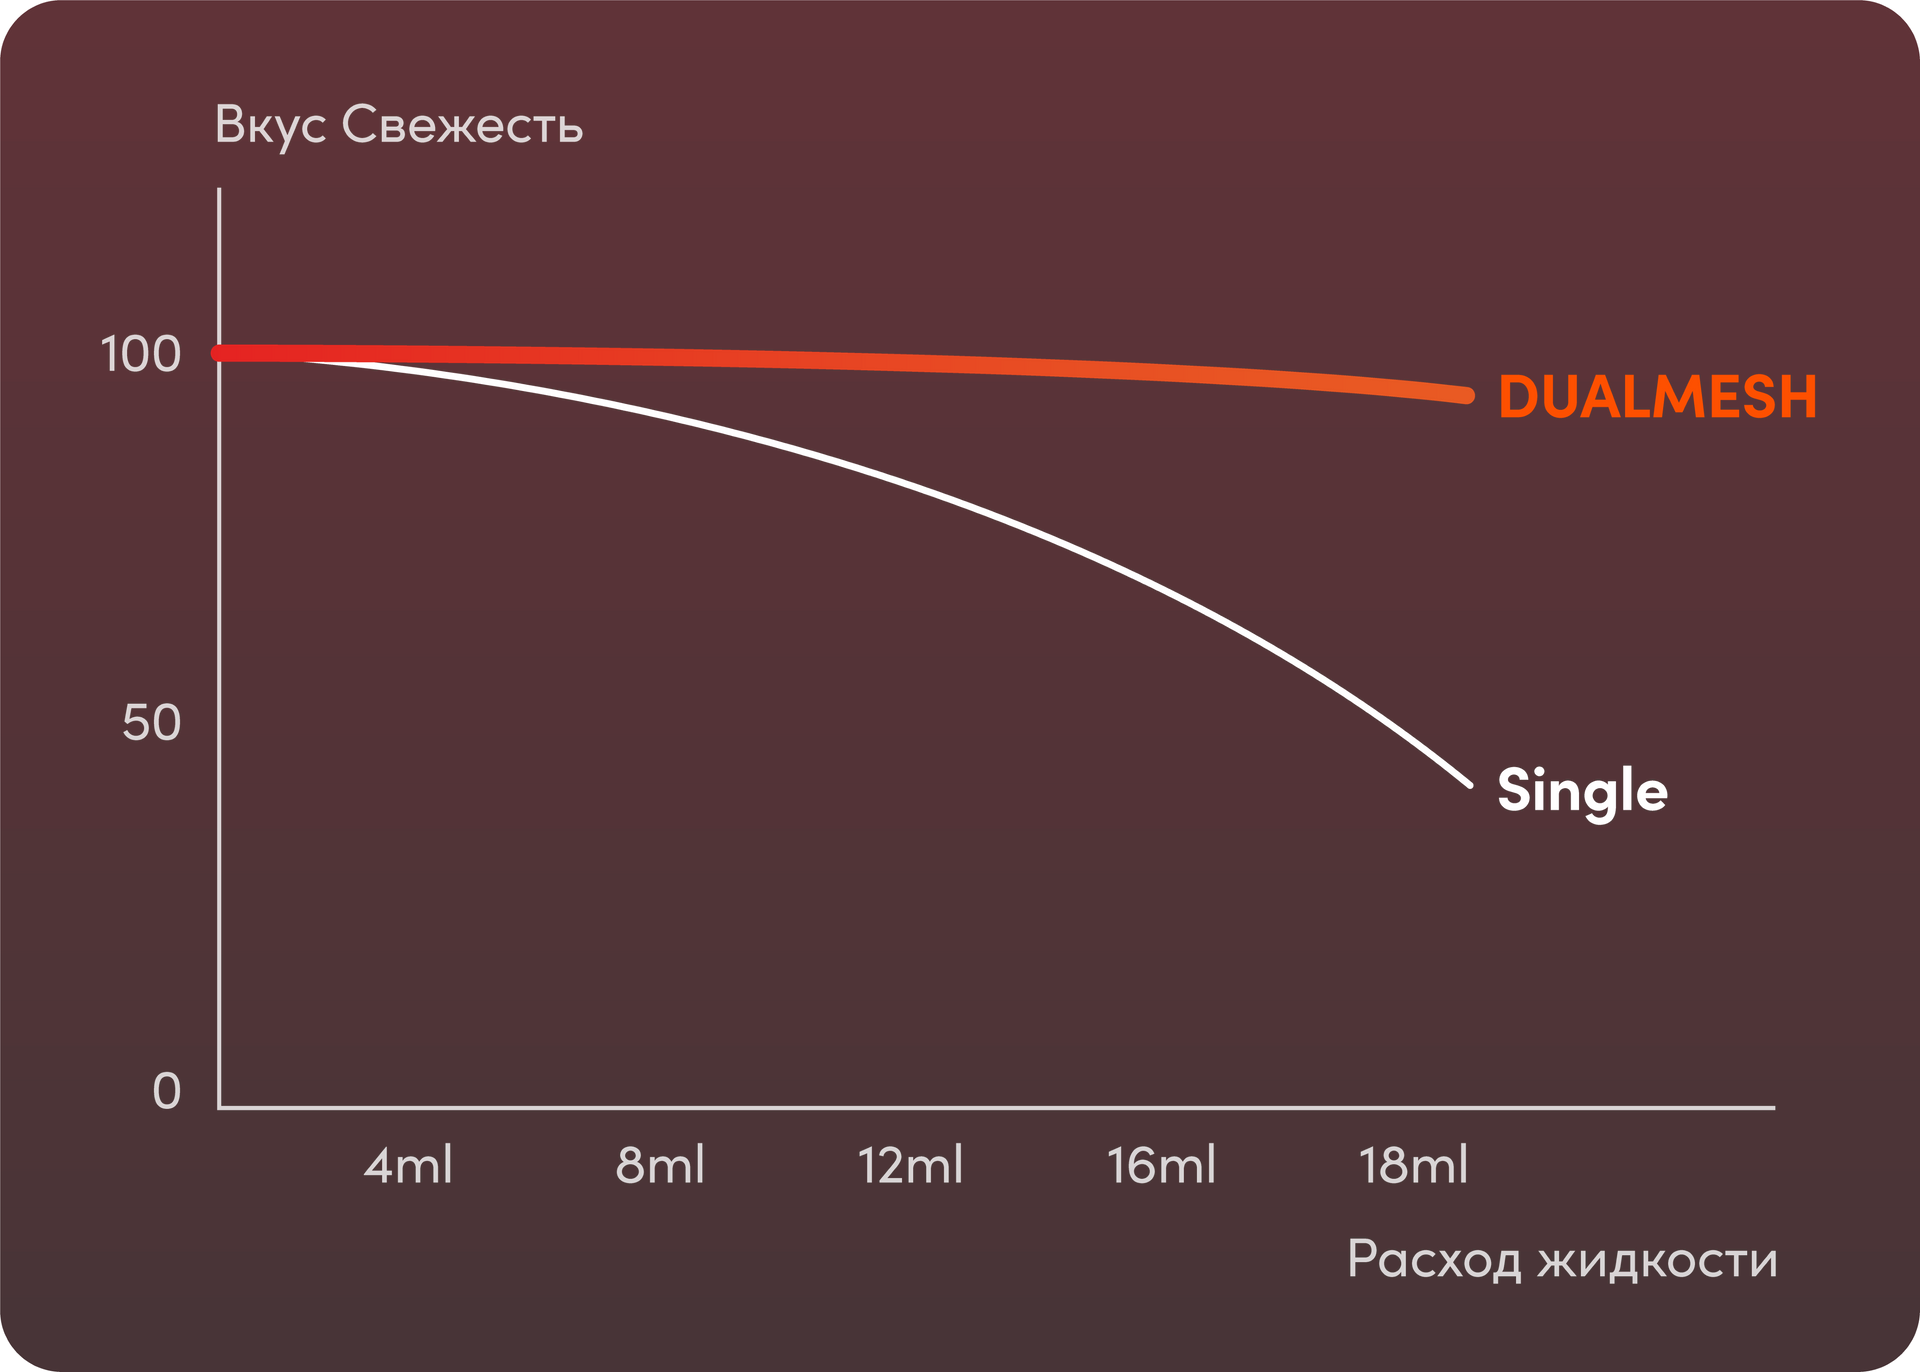 Вкус Свежесть
100
DUALMESH
50
Single
0
4ml 8ml 12ml 16ml 18ml
Расход жидкости